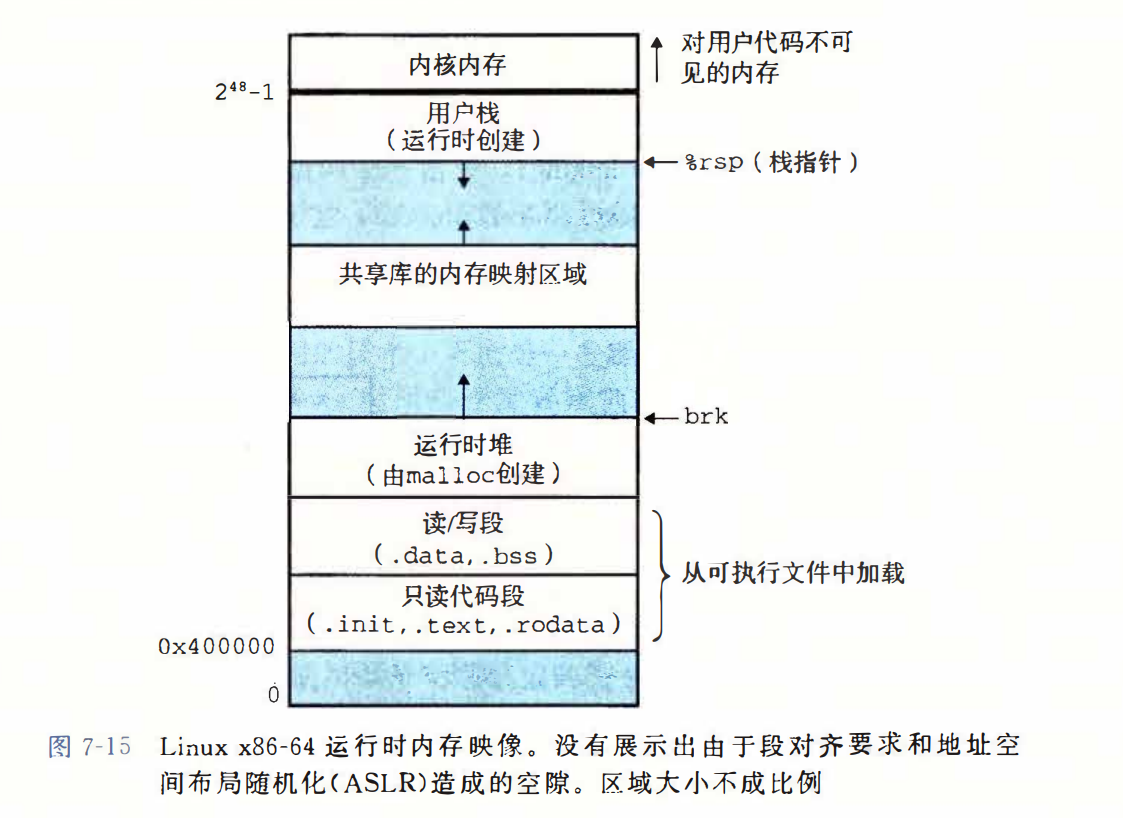 内核内存
对用户代码不可
见的内存
2⁴⁸-1
用户栈
(运行时创建)
%rsp(栈指针)
共享库的内存映射区域
brk
运行时堆
(由malloc创建)
读/写段
(.data,.bss)
从可执行文件中加载
只读代码段
(.init,.text,.rodata)
0x400000
0
图 7-15 Linux x86-64 运行时内存映像。没有展示出由于段对齐要求和地址空
间布局随机化(ASLR)造成的空隙。区域大小不成比例